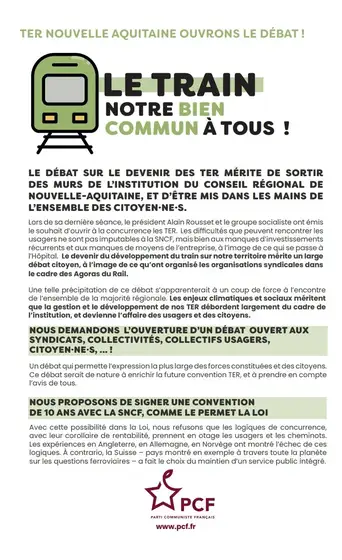 TER NOUVELLE AQUITAINE OUVRONS LE DÉBAT !
LE TRAIN
NOTRE BIEN
COMMUN À TOUS !
LE DÉBAT SUR LE DEVENIR DES TER MÉRITE DE SORTIR
DES MURS DE L'INSTITUTION DU CONSEIL RÉGIONAL DE
NOUVELLE-AQUITAINE, ET D'ÊTRE MIS DANS LES MAINS DE
L'ENSEMBLE DES CITOYEN·NE·S.
Lors de sa dernière séance, le président Alain Rousset et le groupe socialiste ont émis
le souhait d'ouvrir à la concurrence les TER. Les difficultés que peuvent rencontrer les
usagers ne sont pas imputables à la SNCF, mais bien aux manques d'investissements
récurrents et aux manques de moyens de l'entreprise, à l'image de ce qui se passe à
l'Hôpital. Le devenir du développement du train sur notre territoire mérite un large
débat citoyen, à l'image de ce qu'ont organisé les organisations syndicales dans
le cadre des Agoras du Rail.
Une telle précipitation de ce débat s'apparenterait à un coup de force à l'encontre
de l'ensemble de la majorité régionale. Les enjeux climatiques et sociaux méritent
que la gestion et le développement de nos TER débordent largement du cadre de
l'institution, et devienne l'affaire des usagers et des citoyens.
NOUS DEMANDONS L'OUVERTURE D'UN DÉBAT OUVERT AUX
SYNDICATS, COLLECTIVITÉS, COLLECTIFS USAGERS,
CITOYEN·NE·S, ... !
Un débat qui permette l'expression la plus large des forces constituées et des citoyens.
Ce débat serait de nature à enrichir la future convention TER, et à prendre en compte
l'avis de tous.
NOUS PROPOSONS DE SIGNER UNE CONVENTION
DE 10 ANS AVEC LA SNCF, COMME LE PERMET LA LOI
Avec cette possibilité dans la Loi, nous refusons que les logiques de concurrence,
avec leur corollaire de rentabilité, prennent en otage les usagers et les cheminots.
Les expériences en Angleterre, en Allemagne, en Norvège ont montré l'échec de ces
logiques. À contrario, la Suisse – pays montré en exemple à travers toute la planète
sur les questions ferroviaires – a fait le choix du maintien d'un service public intégré.
PCF
PARTI COMMUNISTE FRANÇAIS
www.pcf.fr